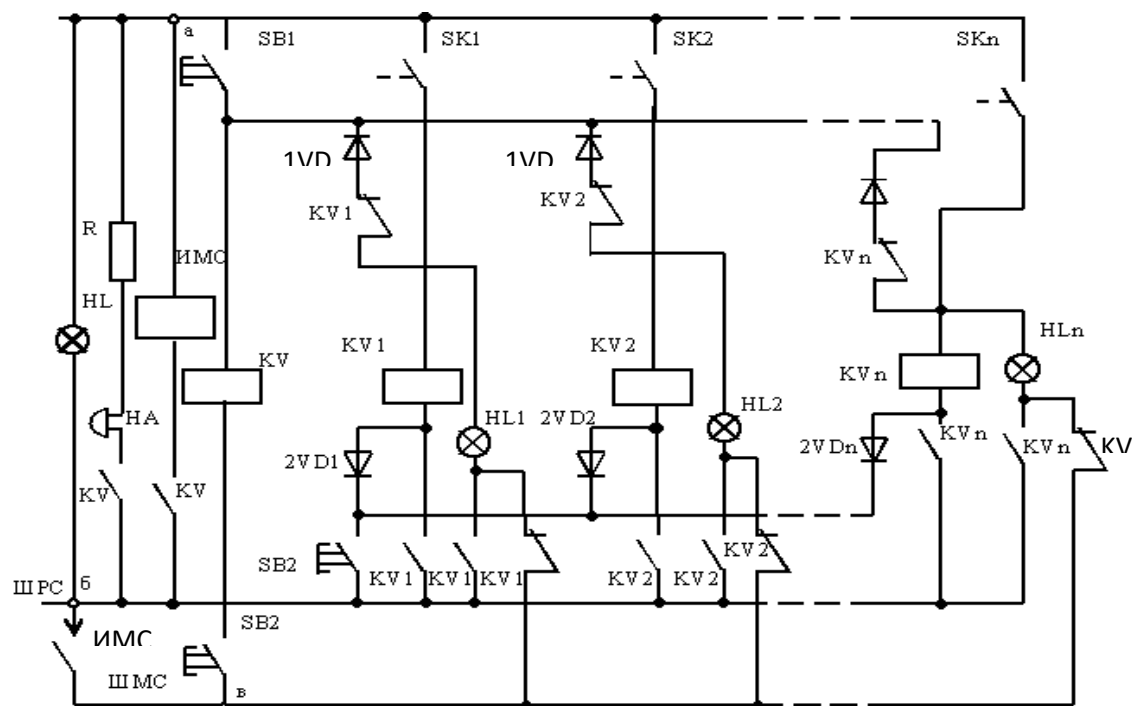 а
SB1
SK1
SK2
SKn
1VD
1VD
KV1
KV2
KVn
R
ИМС
HL
KV
KV1
KV2
KVn
HLn
HA
HL1
2VD2
HL2
2VD1
2VDn
KVn
KVn
KV
KV
KV
SB2
KV1
KV1
KV1
KV2
KV2
KV2
ШРС
б
ИМС
SB2
ШМС
в